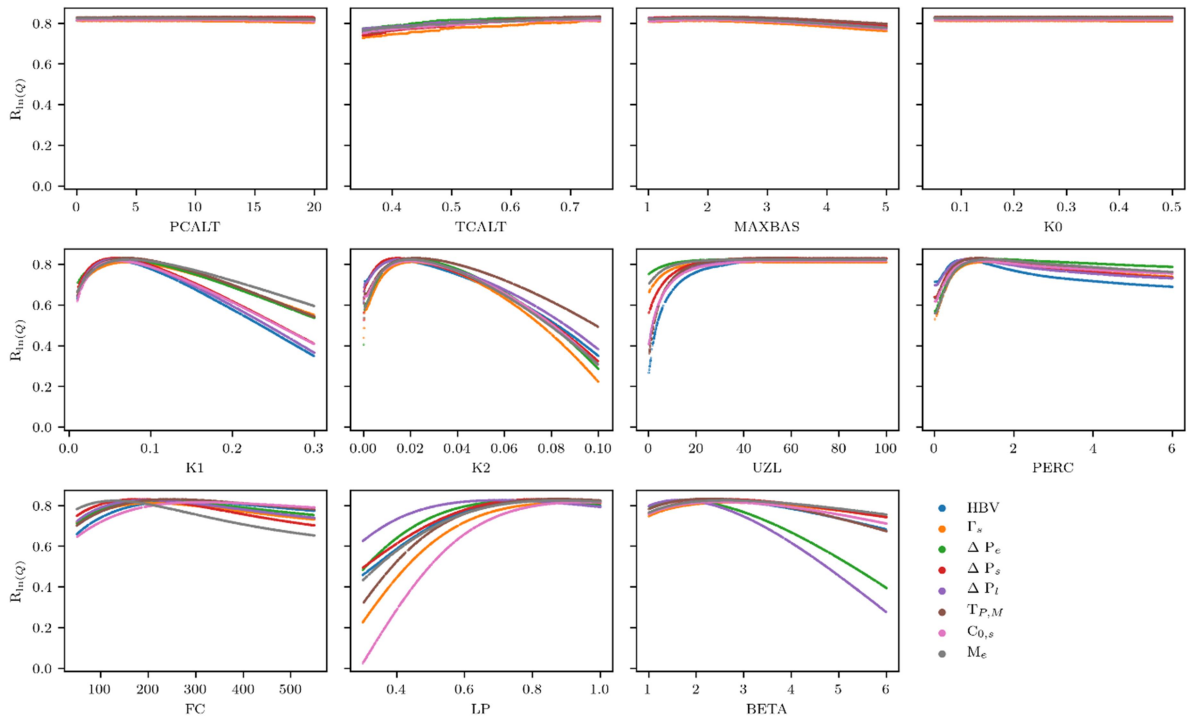 R_ln(Q)
0.8
0.6
0.4
0.2
0.0
0 5 10 15 20
PCALT
0.4 0.5 0.6 0.7
TCALT
1 2 3 4 5
MAXBAS
0.1 0.2 0.3 0.4 0.5
K0
R_ln(Q)
0.8
0.6
0.4
0.2
0.0
0.0 0.1 0.2 0.3
K1
0.00 0.02 0.04 0.06 0.08 0.10
K2
0 20 40 60 80 100
UZL
0 2 4 6
PERC
R_ln(Q)
0.8
0.6
0.4
0.2
0.0
100 200 300 400 500
FC
0.4 0.6 0.8 1.0
LP
1 2 3 4 5 6
BETA
HBV
Γ_s
Δ P_e
Δ P_s
Δ P_l
T_P,M
C_0,s
M_e